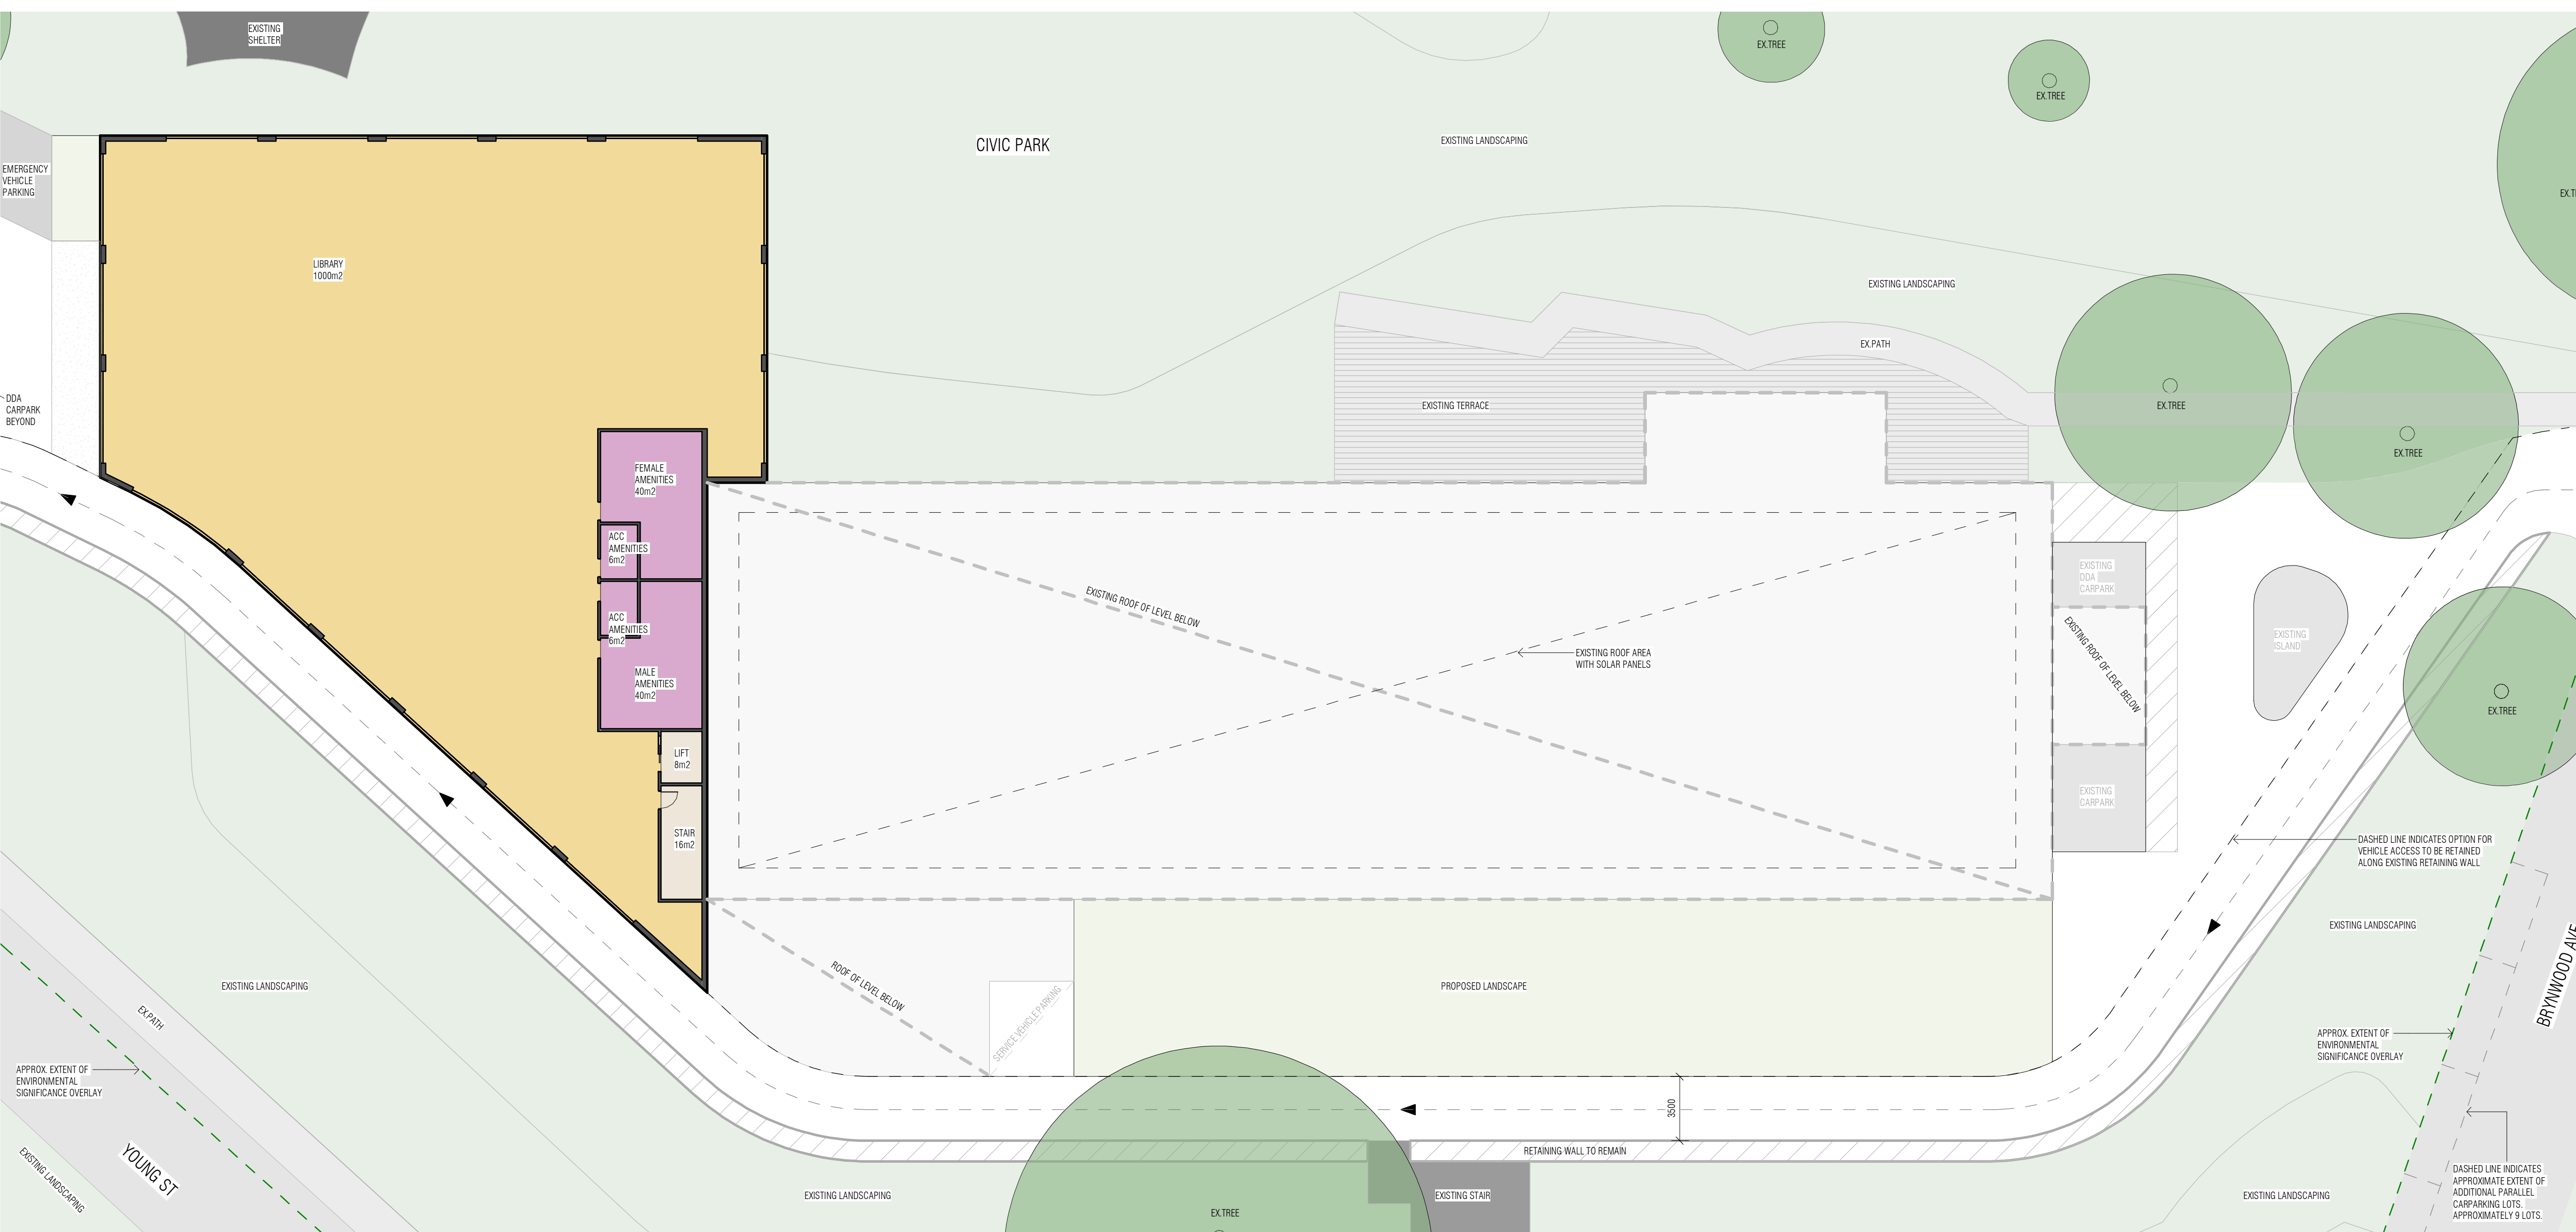 EXISTING
SHELTER
EX.TREE
EX.TREE
CIVIC PARK
EXISTING LANDSCAPING
EMERGENCY
VEHICLE
PARKING
LIBRARY
1000m2
EXISTING LANDSCAPING
EX.PATH
DDA
CARPARK
BEYOND
EXISTING TERRACE
EX.TREE
EX.TREE
FEMALE
AMENITIES
40m2
ACC
AMENITIES
6m2
ACC
AMENITIES
6m2
MALE
AMENITIES
40m2
LIFT
8m2
STAIR
16m2
EXISTING ROOF OF LEVEL BELOW
EXISTING ROOF AREA
WITH SOLAR PANELS
EXISTING
DDA
CARPARK
EXISTING ROOF OF LEVEL BELOW
EXISTING
ISLAND
EX.TREE
EXISTING
CARPARK
DASHED LINE INDICATES OPTION FOR
VEHICLE ACCESS TO BE RETAINED
ALONG EXISTING RETAINING WALL
EXISTING LANDSCAPING
BRYNWOOD AVE
ROOF OF LEVEL BELOW
SERVICE VEHICLE PARKING
PROPOSED LANDSCAPE
EXISTING LANDSCAPING
EX.PATH
APPROX. EXTENT OF
ENVIRONMENTAL
SIGNIFICANCE OVERLAY
APPROX. EXTENT OF
ENVIRONMENTAL
SIGNIFICANCE OVERLAY
3500
RETAINING WALL TO REMAIN
YOUNG ST
EXISTING LANDSCAPING
EXISTING LANDSCAPING
EX.TREE
EXISTING STAIR
EXISTING LANDSCAPING
DASHED LINE INDICATES
APPROXIMATE EXTENT OF
ADDITIONAL PARALLEL
CARPARKING LOTS.
APPROXIMATELY 9 LOTS.